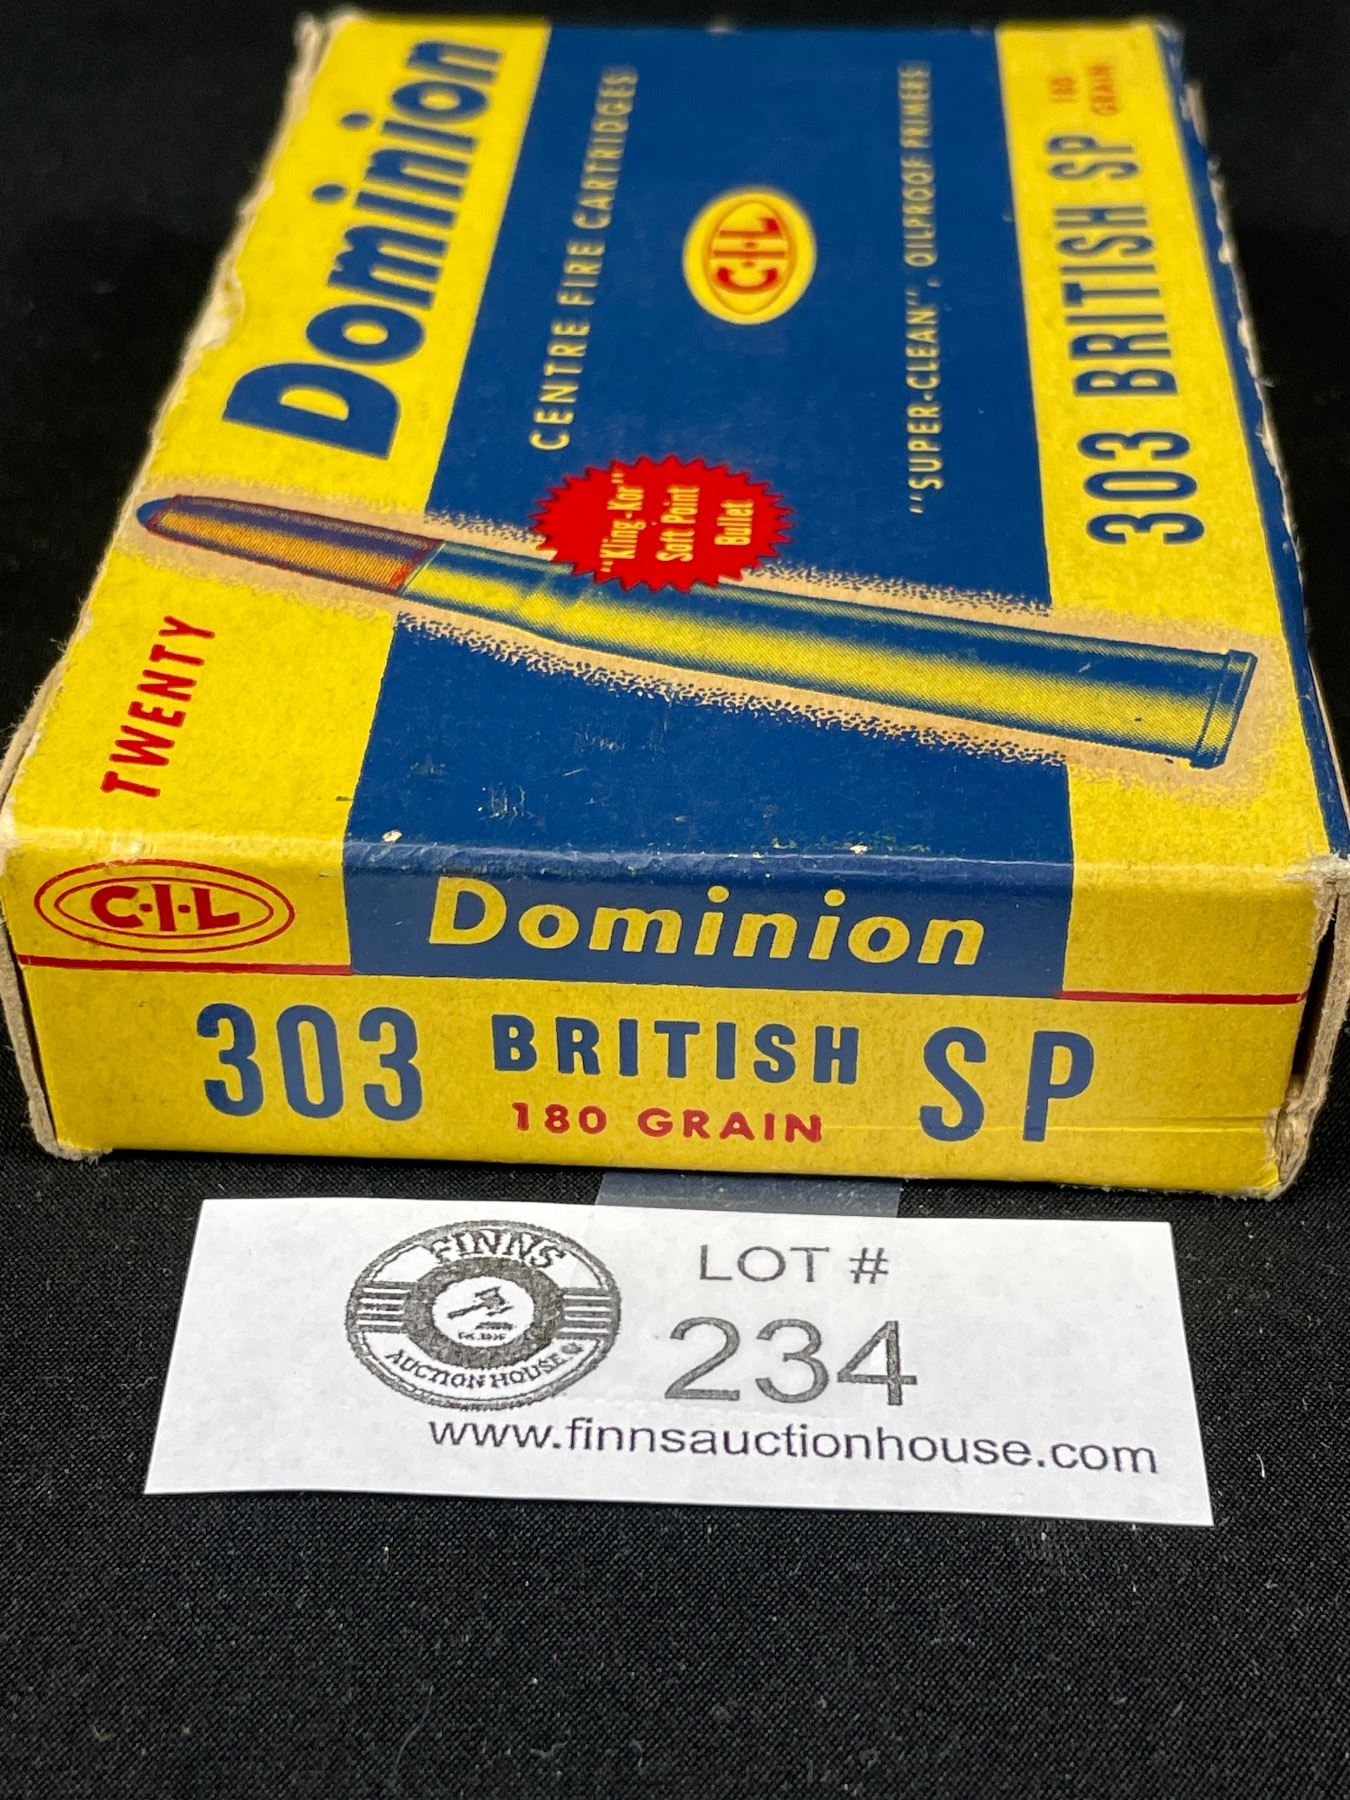 Dominion
CENTRE FIRE CARTRIDGES
C·I·L
"SUPER-CLEAN", OILPROOF PRIMERS
303 BRITISH SP
180
GRAIN
"Kling-Kor"
Soft Point
Bullet
TWENTY
C·I·L
Dominion
303 BRITISH SP
180 GRAIN
FINNS
AUCTION HOUSE
LOT #
234
www.finnsauctionhouse.com